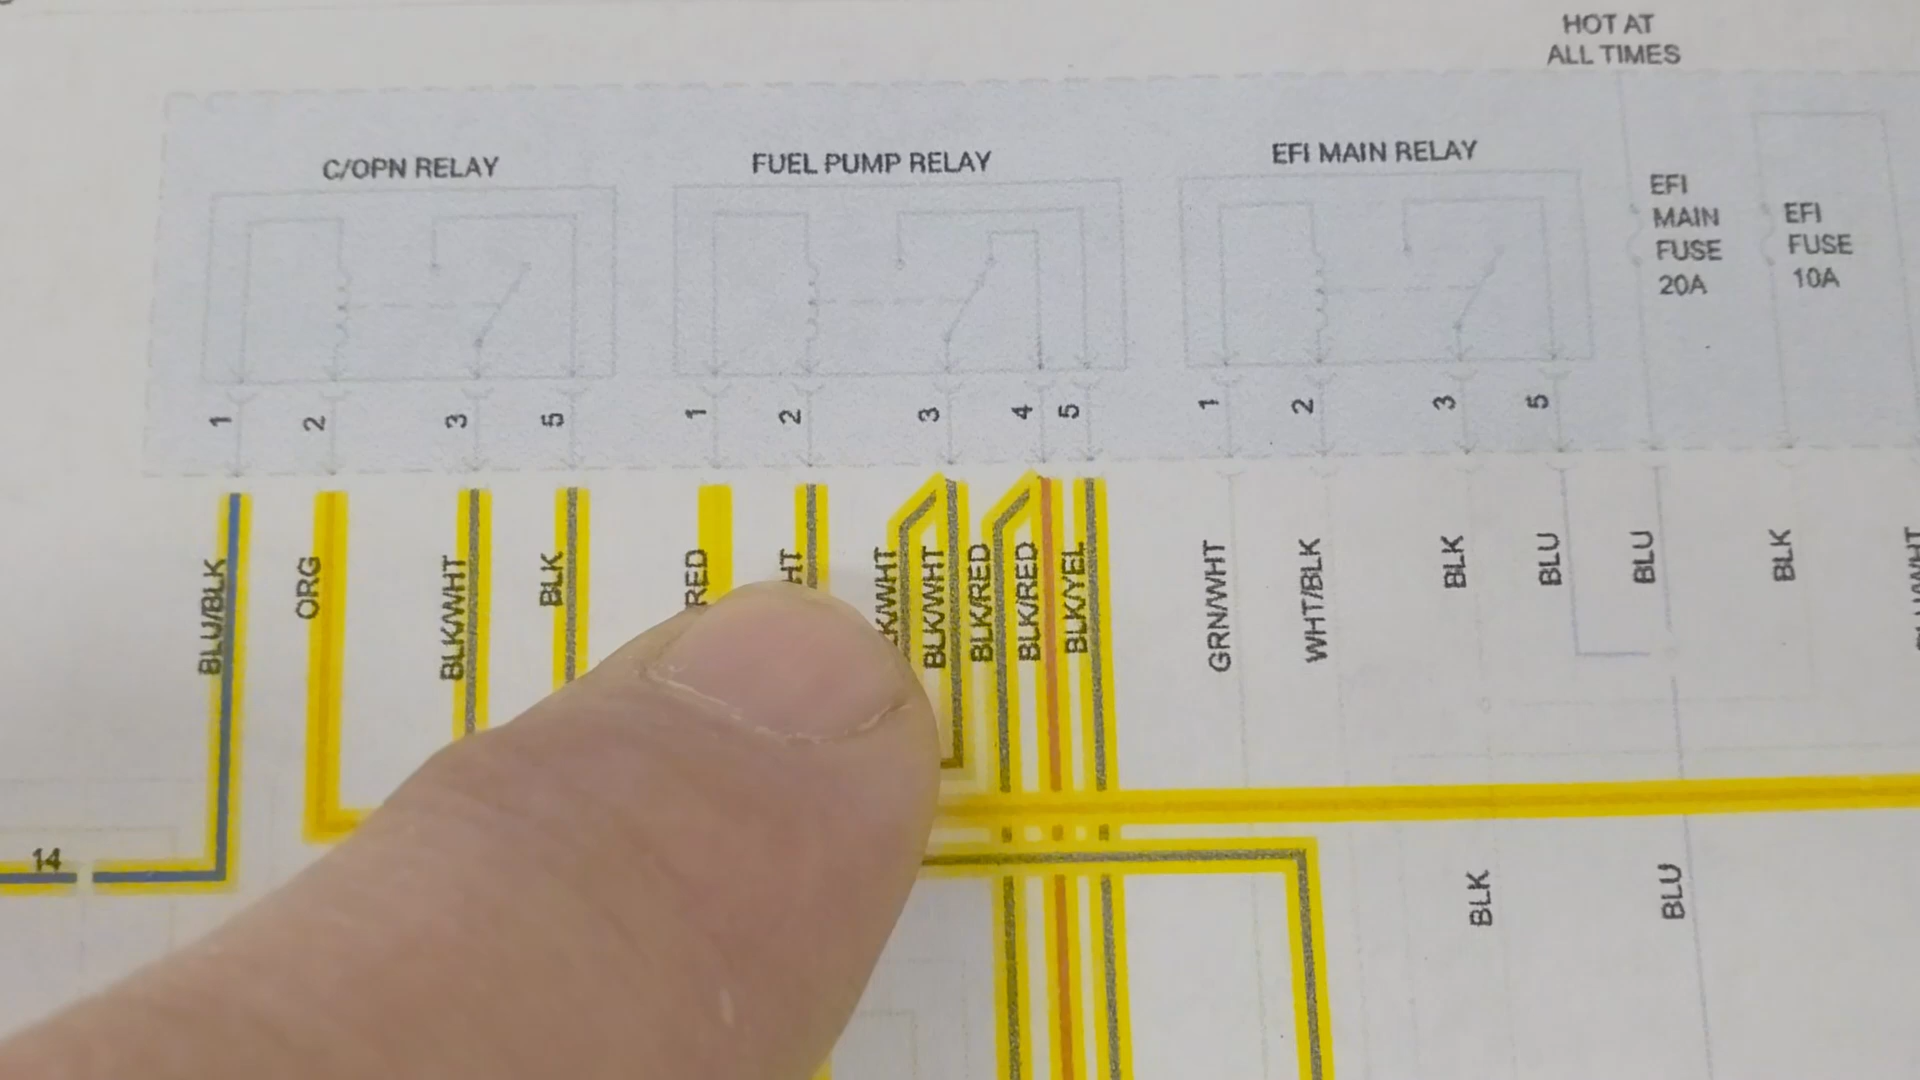 HOT AT
ALL TIMES
C/OPN RELAY
FUEL PUMP RELAY
EFI MAIN RELAY
EFI
MAIN
FUSE
20A
EFI
FUSE
10A
1
2
3
5
1
2
3
4
5
1
2
3
5
BLU/BLK
ORG
BLK/WHT
BLK
RED
BLK/WHT
BLK/RED
BLK/RED
BLK/YEL
GRN/WHT
WHT/BLK
BLK
BLU
BLU
BLK
14
BLK
BLU